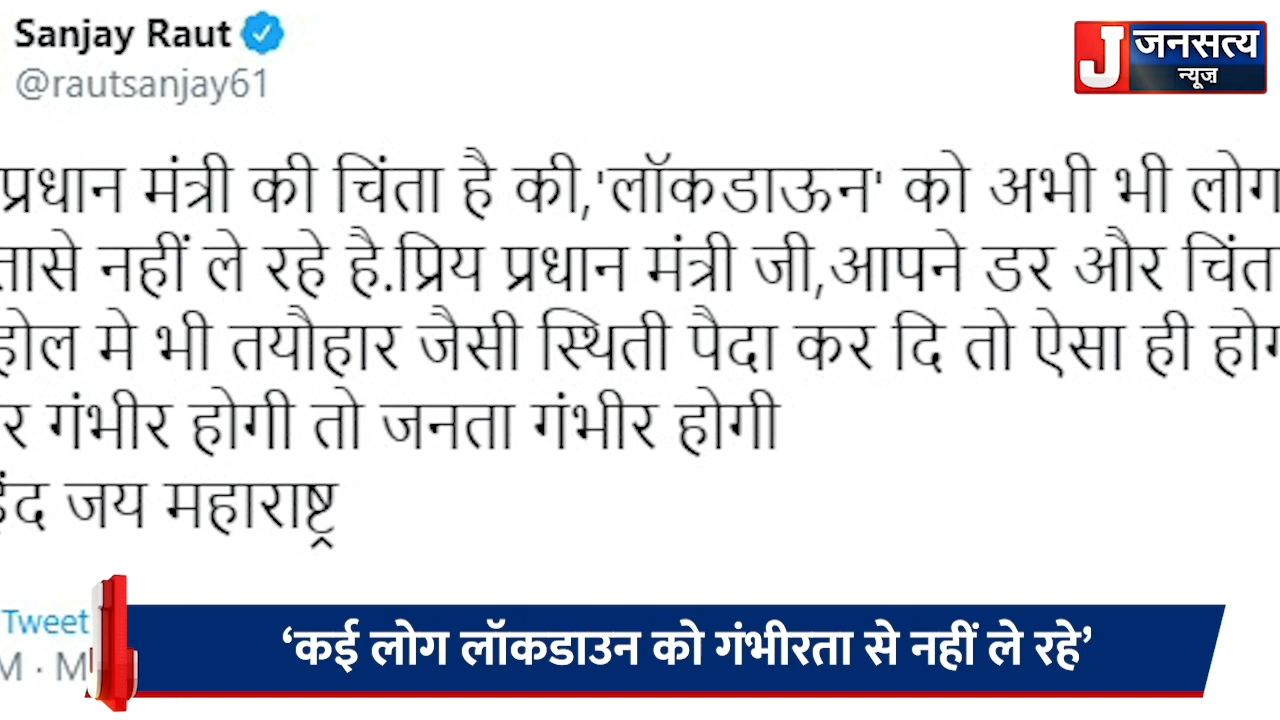 Sanjay Raut
@rautsanjay61
J जनसत्य
न्यूज
प्रधान मंत्री की चिंता है की,'लॉकडाऊन' को अभी भी लोग
नहीं ले रहे है.प्रिय प्रधान मंत्री जी,आपने डर और
मे भी तयौहार जैसी स्थिती पैदा कर दि तो ऐसा ही
गंभीर होगी तो जनता गंभीर होगी
जय महाराष्ट्र
Tweet
‘कई लोग लॉकडाउन को गंभीरता से नहीं ले रहे’